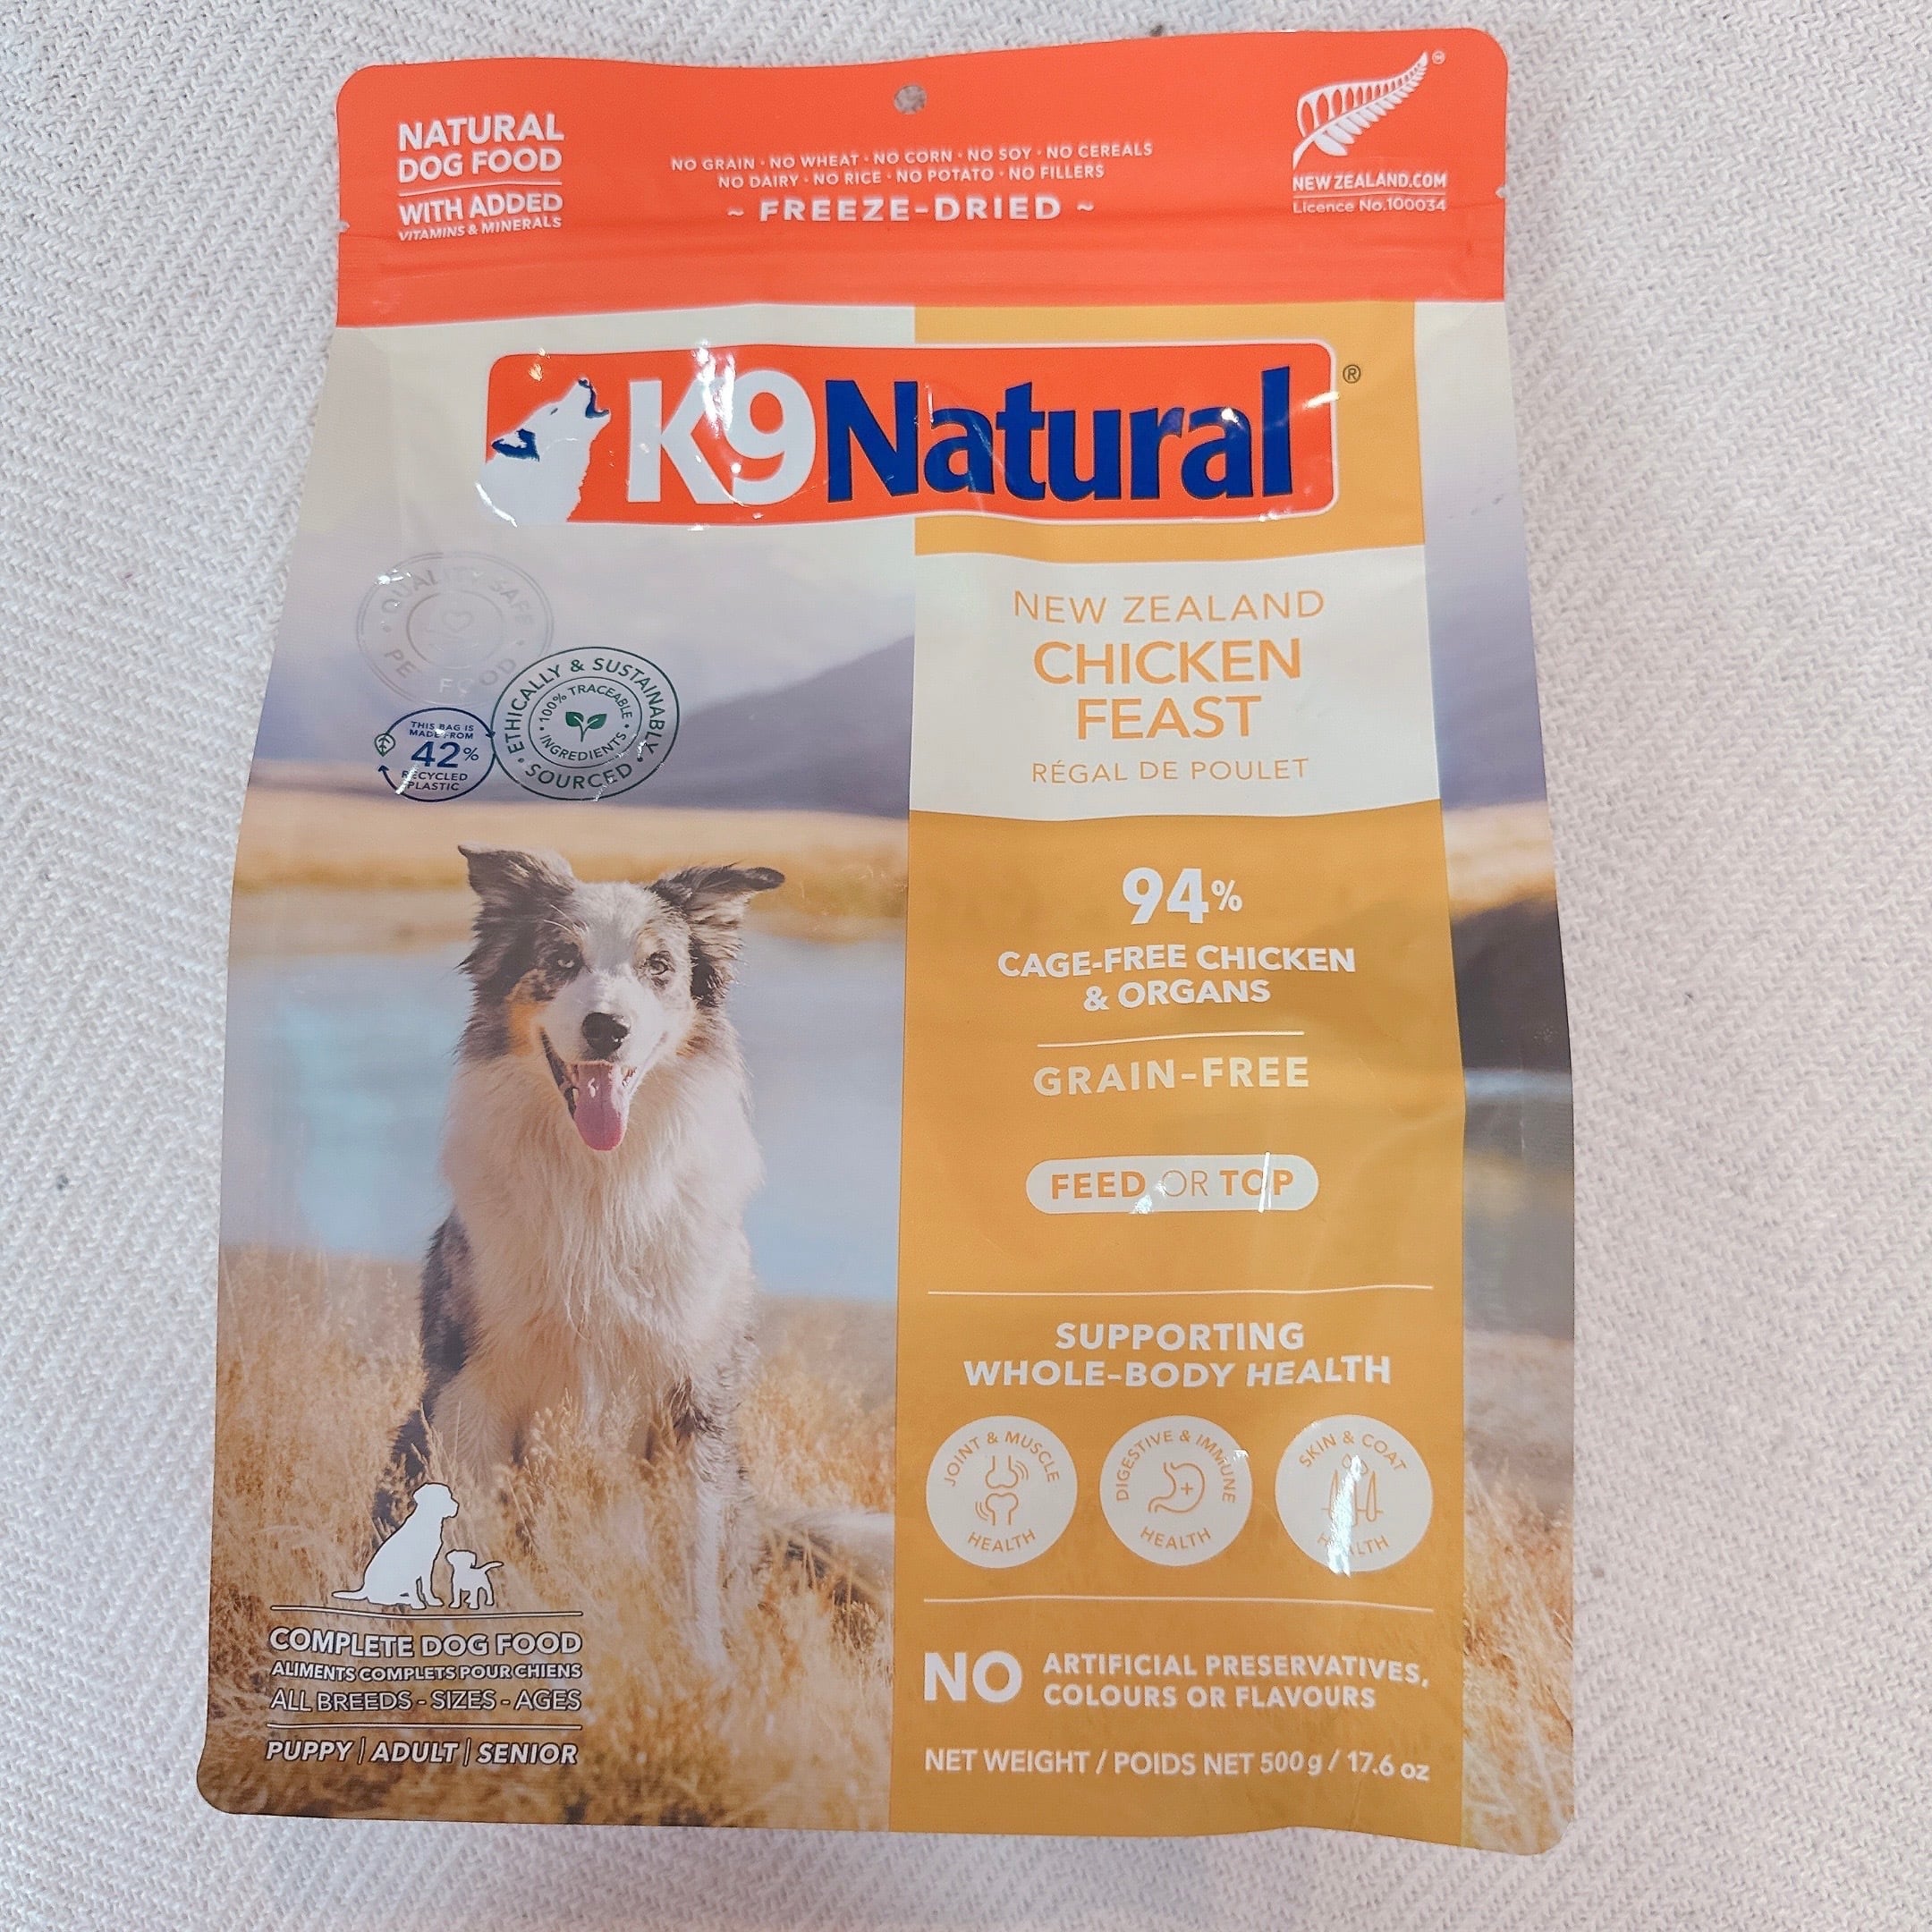 NATURAL
DOG FOOD
WITH ADDED
VITAMINS & MINERALS
NO GRAIN · NO WHEAT · NO CORN · NO SOY · NO CEREALS
NO DAIRY · NO RICE · NO POTATO · NO FILLERS
~ FREEZE-DRIED ~
NEWZEALAND.COM
Licence No.100034
K9Natural®
QUALITY SAFE
PET FOOD
THIS BAG IS
MADE FROM
42%
RECYCLED
PLASTIC
ETHICALLY & SUSTAINABLY
SOURCED
100% TRACEABLE
INGREDIENTS
NEW ZEALAND
CHICKEN
FEAST
RÉGAL DE POULET
94%
CAGE-FREE CHICKEN
& ORGANS
GRAIN-FREE
FEED OR TOP
SUPPORTING
WHOLE-BODY HEALTH
JOINT & MUSCLE
HEALTH
DIGESTIVE & IMMUNE
HEALTH
SKIN & COAT
HEALTH
NO ARTIFICIAL PRESERVATIVES,
COLOURS OR FLAVOURS
NET WEIGHT / POIDS NET 500g / 17.6 oz
COMPLETE DOG FOOD
ALIMENTS COMPLETS POUR CHIENS
ALL BREEDS - SIZES - AGES
PUPPY | ADULT | SENIOR